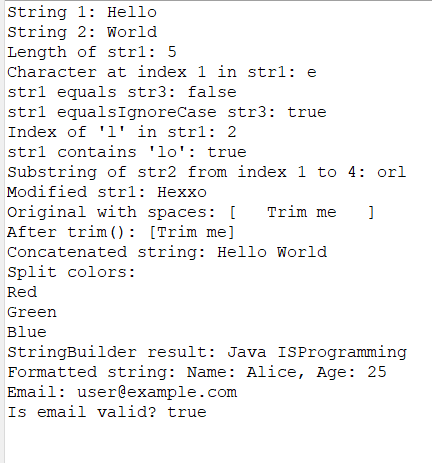 String 1: Hello
String 2: World
Length of str1: 5
Character at index 1 in str1: e
str1 equals str3: false
str1 equalsIgnoreCase str3: true
Index of 'l' in str1: 2
str1 contains 'lo': true
Substring of str2 from index 1 to 4: orl
Modified str1: Hexxo
Original with spaces: [   Trim me   ]
After trim(): [Trim me]
Concatenated string: Hello World
Split colors:
Red
Green
Blue
StringBuilder result: Java ISProgramming
Formatted string: Name: Alice, Age: 25
Email: user@example.com
Is email valid? true